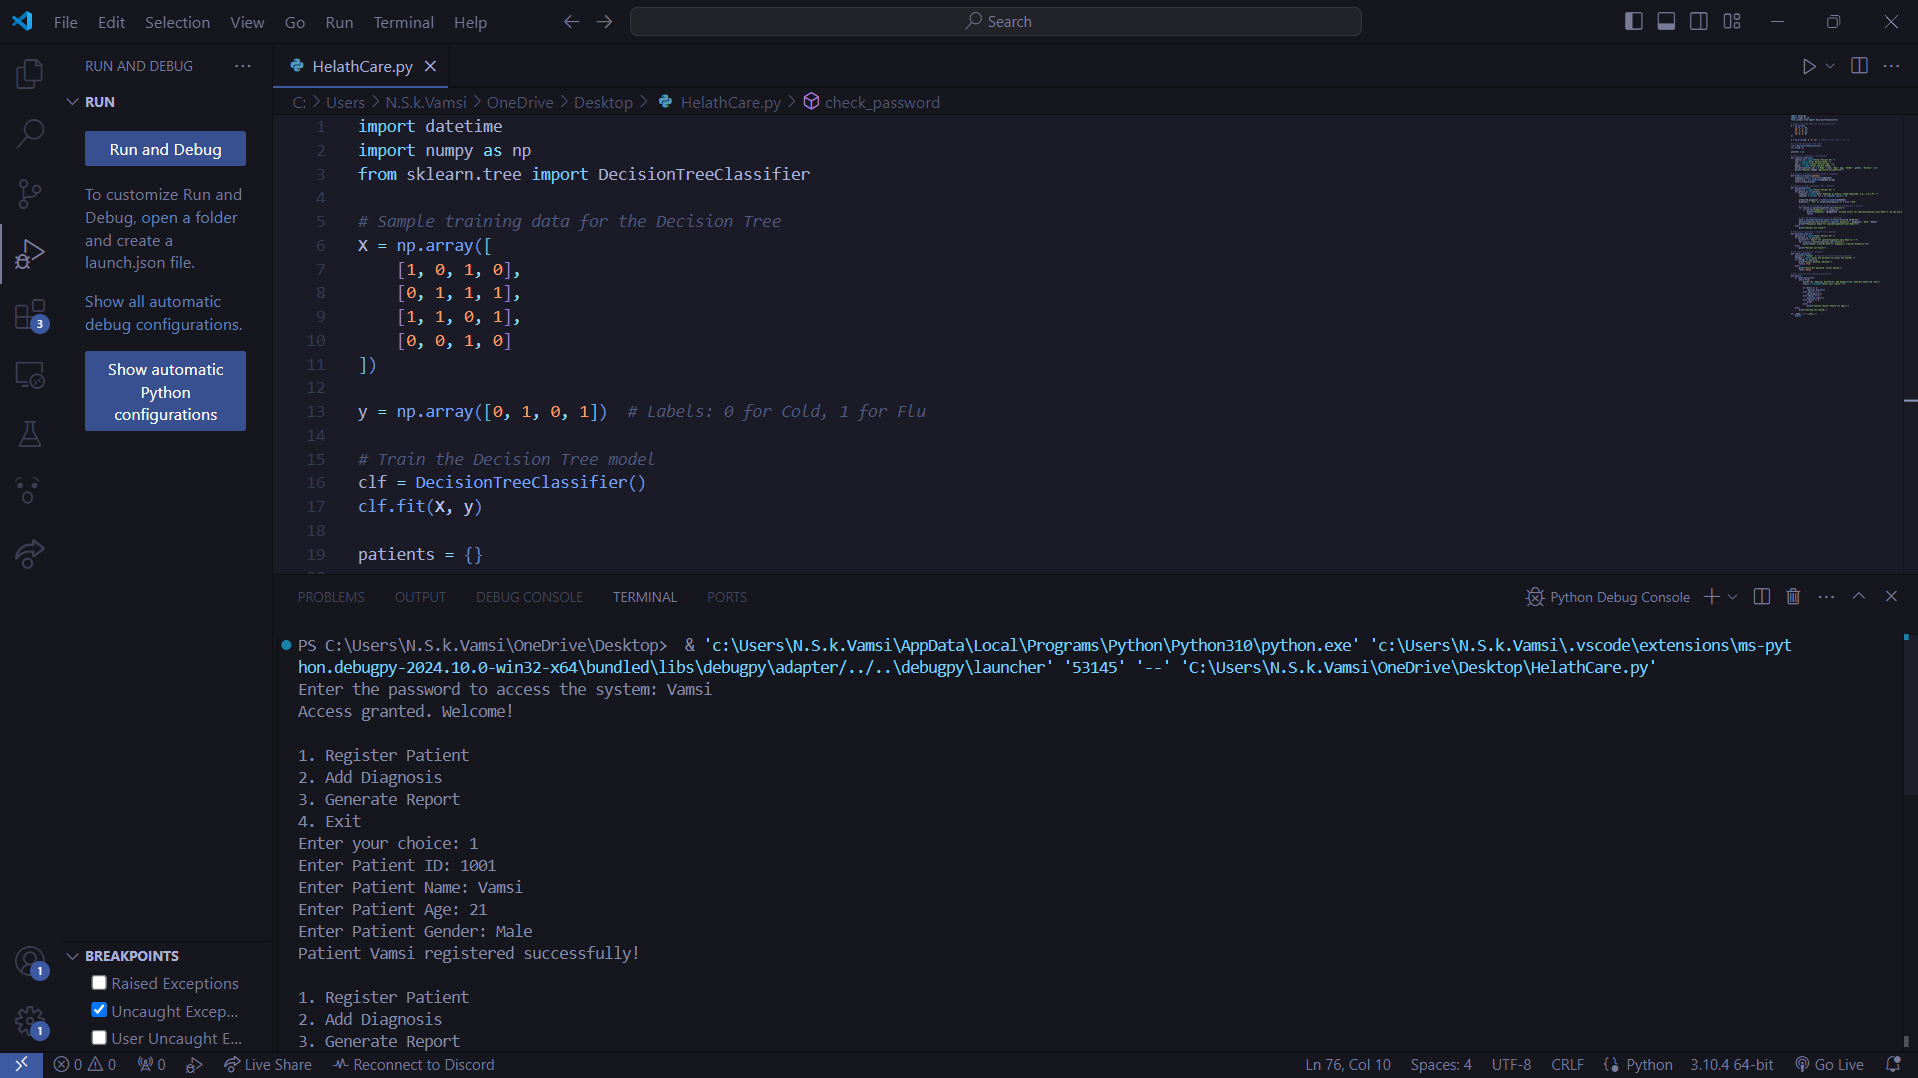 File Edit Selection View Go Run Terminal Help
Search
RUN AND DEBUG
RUN
Run and Debug
To customize Run and
Debug, open a folder
and create a
launch.json file.
Show all automatic
debug configurations.
Show automatic
Python
configurations
3
HelathCare.py
C: > Users > N.S.k.Vamsi > OneDrive > Desktop > HelathCare.py > check_password
1 import datetime
2 import numpy as np
3 from sklearn.tree import DecisionTreeClassifier
4
5 # Sample training data for the Decision Tree
6 X = np.array([
7 [1, 0, 1, 0],
8 [0, 1, 1, 1],
9 [1, 1, 0, 1],
10 [0, 0, 1, 0]
11 ])
12
13 y = np.array([0, 1, 0, 1]) # Labels: 0 for Cold, 1 for Flu
14
15 # Train the Decision Tree model
16 clf = DecisionTreeClassifier()
17 clf.fit(X, y)
18
19 patients = {}
PROBLEMS OUTPUT DEBUG CONSOLE TERMINAL PORTS
Python Debug Console
PS C:\Users\N.S.k.Vamsi\OneDrive\Desktop> & 'c:\Users\N.S.k.Vamsi\AppData\Local\Programs\Python\Python310\python.exe' 'c:\Users\N.S.k.Vamsi\.vscode\extensions\ms-pyt
hon.debugpy-2024.10.0-win32-x64\bundled\libs\debugpy\adapter/../..\debugpy\launcher' '53145' '--' 'C:\Users\N.S.k.Vamsi\OneDrive\Desktop\HelathCare.py'
Enter the password to access the system: Vamsi
Access granted. Welcome!
1. Register Patient
2. Add Diagnosis
3. Generate Report
4. Exit
Enter your choice: 1
Enter Patient ID: 1001
Enter Patient Name: Vamsi
Enter Patient Age: 21
Enter Patient Gender: Male
Patient Vamsi registered successfully!
1. Register Patient
2. Add Diagnosis
3. Generate Report
BREAKPOINTS
Raised Exceptions
Uncaught Excep...
User Uncaught E...
1
1
0 0 0 Live Share Reconnect to Discord
Ln 76, Col 10 Spaces: 4 UTF-8 CRLF Python 3.10.4 64-bit Go Live